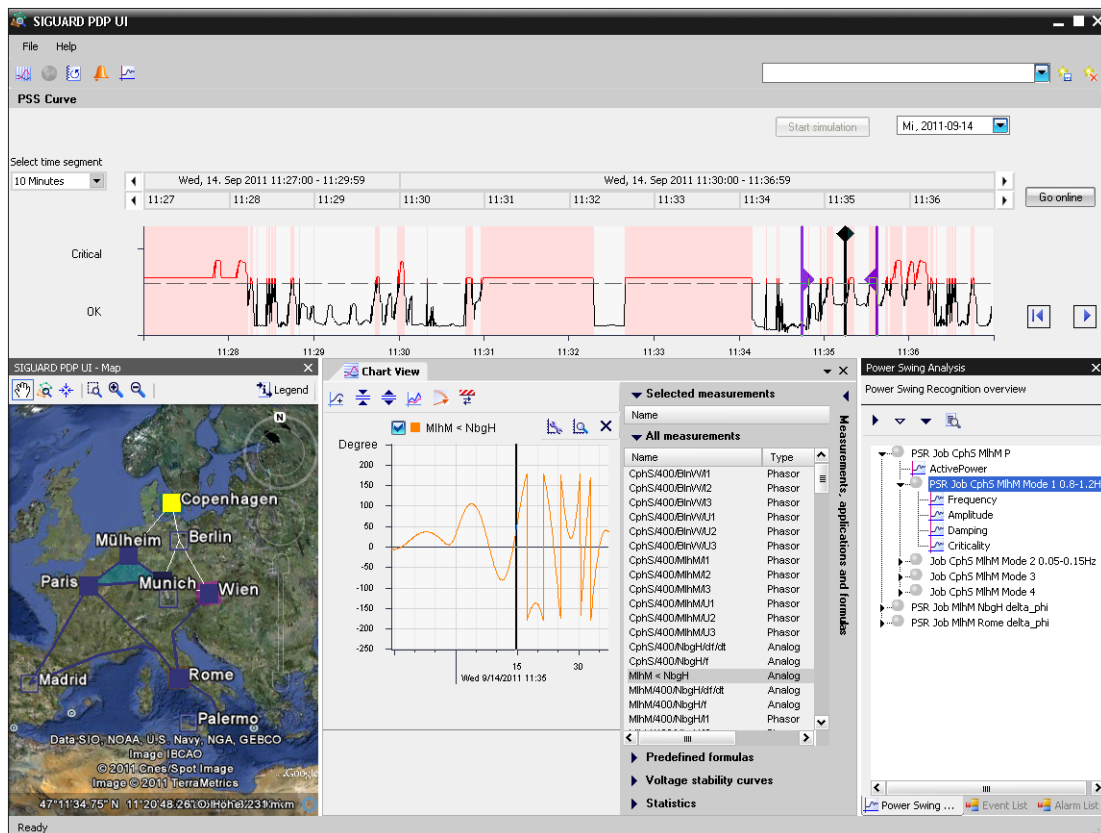 SIGUARD PDP UI
File Help
PSS Curve
Start simulation Mi , 2011-09-14
Select time segment
10 Minutes
Wed, 14. Sep 2011 11:27:00 - 11:29:59 Wed, 14. Sep 2011 11:30:00 - 11:36:59
11:27 11:28 11:29 11:30 11:31 11:32 11:33 11:34 11:35 11:36
Go online
Critical
OK
11:28 11:29 11:30 11:31 11:32 11:33 11:34 11:35 11:36
SIGUARD PDP UI - Map
Legend
N
Copenhagen
Berlin
Mülheim
Paris
Munich
Wien
Madrid
Rome
Palermo
Data SIO, NOAA, U.S. Navy, NGA, GEBCO
Image IBCAO
© 2011 Cnes/Spot Image
Image © 2011 TerraMetrics
47°11'34.75" N
Chart View
MlhM < NbgH
Degree
200
150
100
50
0
-50
-100
-150
-200
-250
15 30
Wed 9/14/2011 11:35
Selected measurements
Name
All measurements
Name Type
CphS/400/BlnW/I1 Phasor
CphS/400/BlnW/I2 Phasor
CphS/400/BlnW/I3 Phasor
CphS/400/BlnW/U1 Phasor
CphS/400/BlnW/U2 Phasor
CphS/400/BlnW/U3 Phasor
CphS/400/MlhM/I1 Phasor
CphS/400/MlhM/I2 Phasor
CphS/400/MlhM/I3 Phasor
CphS/400/MlhM/U1 Phasor
CphS/400/MlhM/U2 Phasor
CphS/400/MlhM/U3 Phasor
CphS/400/NbgH/df/dt Analog
CphS/400/NbgH/f Analog
MlhM < NbgH Analog
MlhM/400/NbgH/df/dt Analog
MlhM/400/NbgH/f Analog
MlhM/400/NbgH/I1 Phasor
Predefined formulas
Voltage stability curves
Statistics
Measurements, applications and formulas
Power Swing Analysis
Power Swing Recognition overview
PSR Job CphS MlhM P
ActivePower
PSR Job CphS MlhM Mode 1 0.8-1.2H
Frequency
Amplitude
Damping
Criticality
Job CphS MlhM Mode 2 0.05-0.15Hz
Job CphS MlhM Mode 3
Job CphS MlhM Mode 4
PSR Job MlhM NbgH delta_phi
PSR Job MlhM Rome delta_phi
Power Swing ... Event List Alarm List
Ready